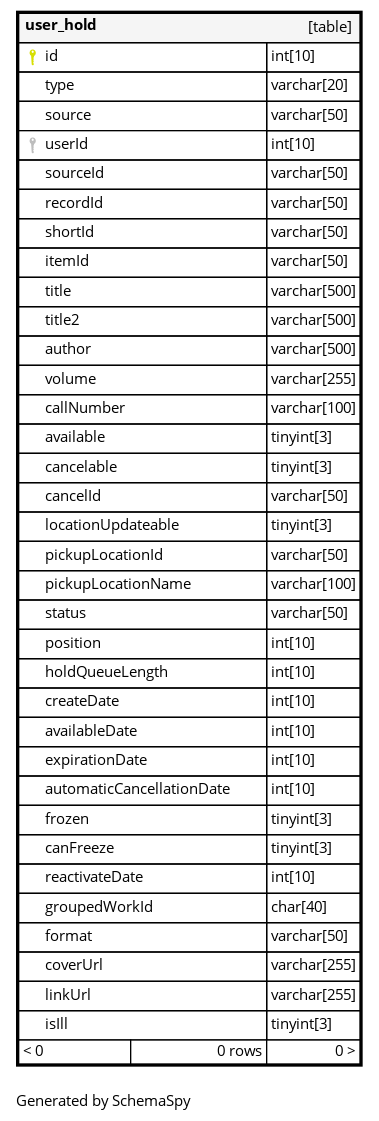 user_hold [table]
id int[10]
type varchar[20]
source varchar[50]
userId int[10]
sourceId varchar[50]
recordId varchar[50]
shortId varchar[50]
itemId varchar[50]
title varchar[500]
title2 varchar[500]
author varchar[500]
volume varchar[255]
callNumber varchar[100]
available tinyint[3]
cancelable tinyint[3]
cancelId varchar[50]
locationUpdateable tinyint[3]
pickupLocationId varchar[50]
pickupLocationName varchar[100]
status varchar[50]
position int[10]
holdQueueLength int[10]
createDate int[10]
availableDate int[10]
expirationDate int[10]
automaticCancellationDate int[10]
frozen tinyint[3]
canFreeze tinyint[3]
reactivateDate int[10]
groupedWorkId char[40]
format varchar[50]
coverUrl varchar[255]
linkUrl varchar[255]
isIll tinyint[3]
< 0 0 rows 0 >
Generated by SchemaSpy